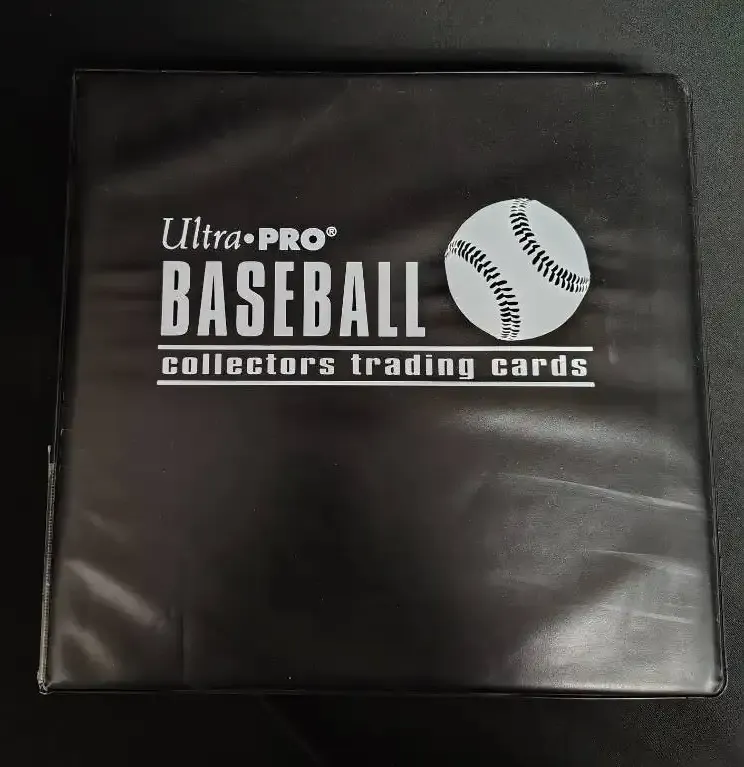 Ultra•PRO®
BASEBALL
collectors trading cards